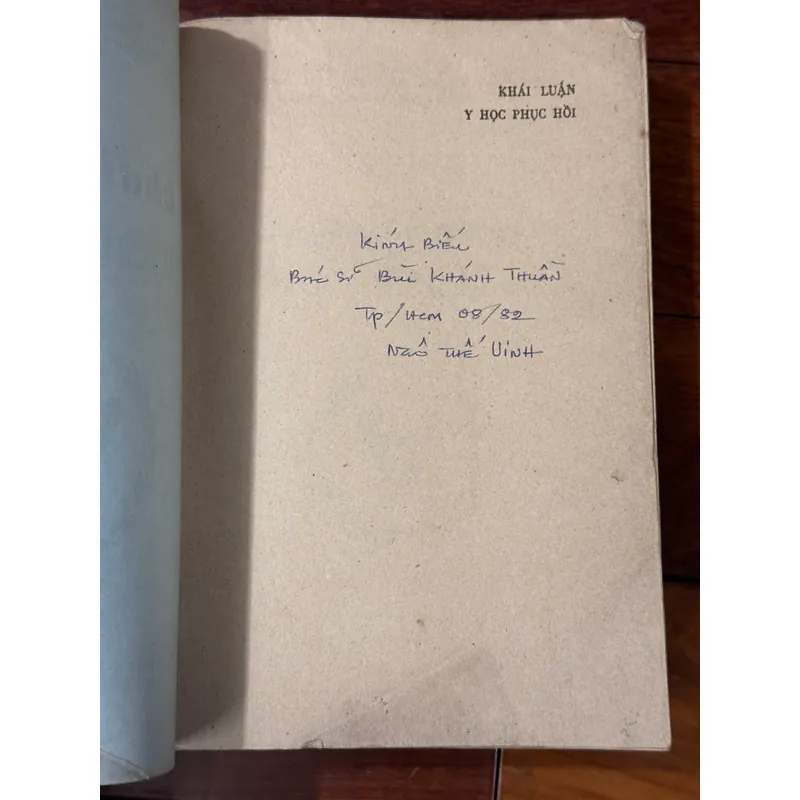 KHÁI LUẬN
Y HỌC PHỤC HỒI
Kính Biếu
Bác Sĩ Bùi Khánh Thuần
Tp/HCM 08/82
Ngô Thế Vinh